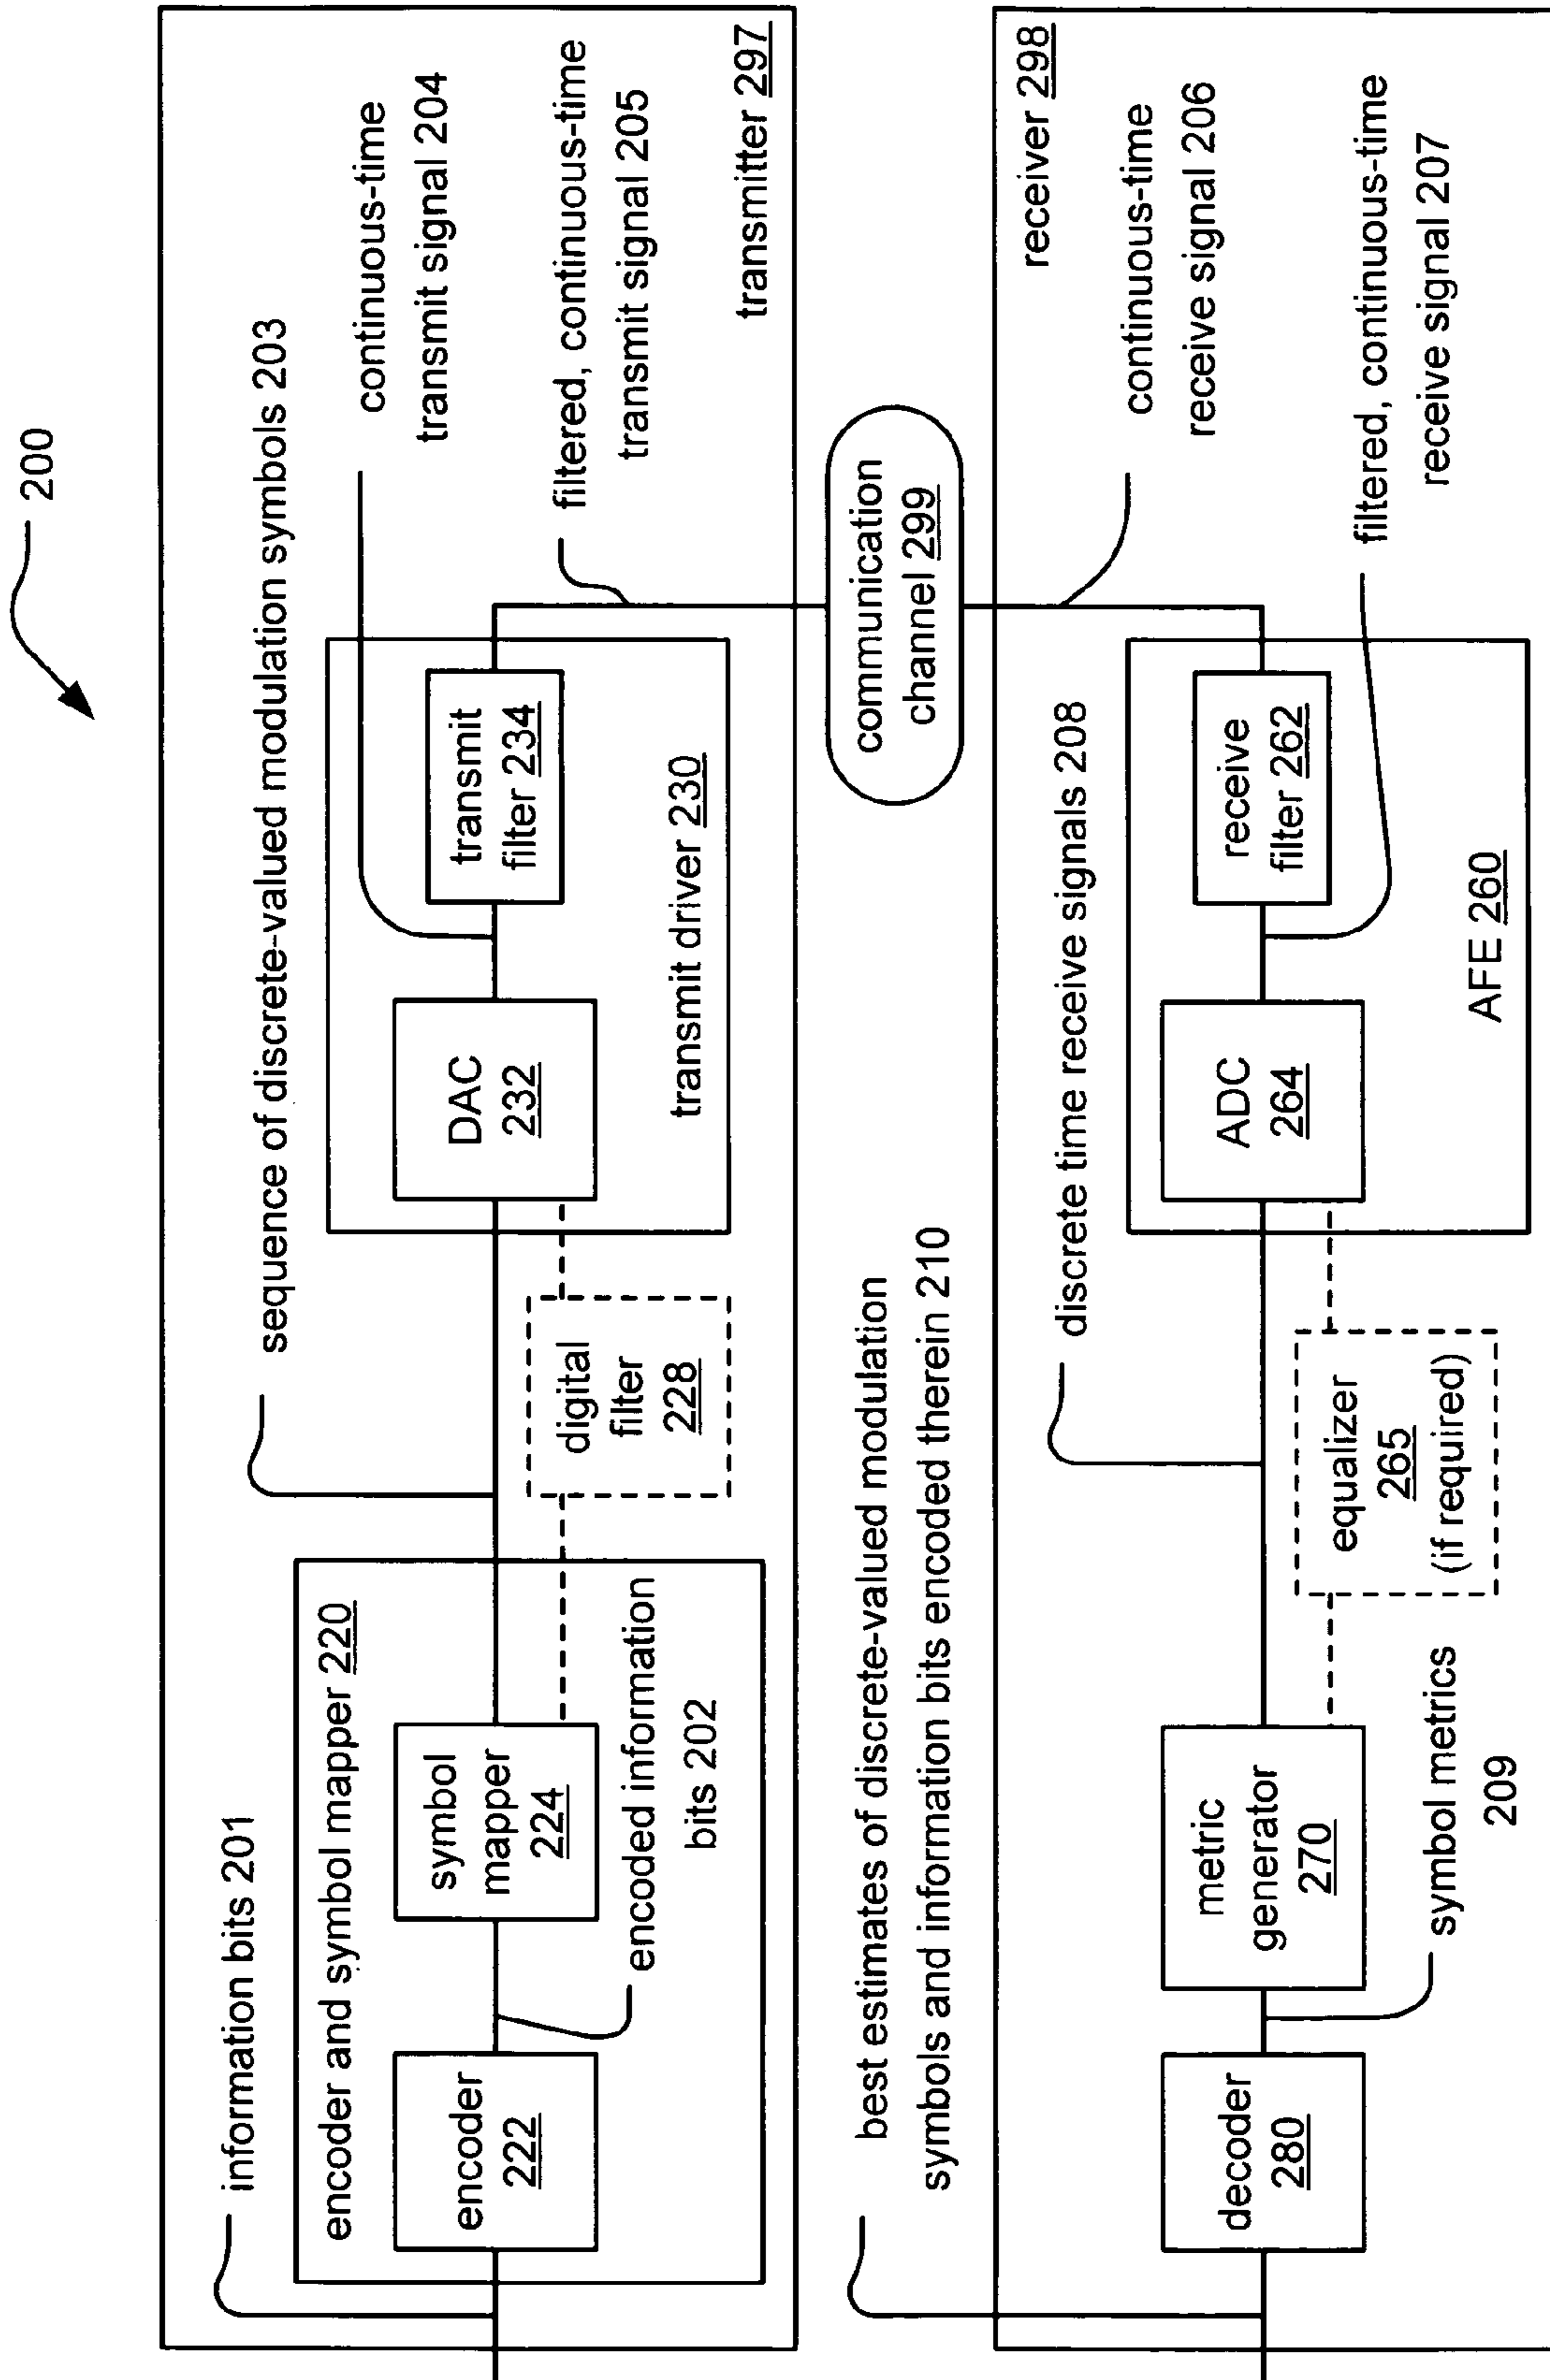 200
information bits 201
sequence of discrete-valued modulation symbols 203
encoder and symbol mapper 220
encoder
222
symbol
mapper
224
encoded information
bits 202
digital
filter
228
DAC
232
transmit
filter 234
transmit driver 230
continuous-time
transmit signal 204
filtered, continuous-time
transmit signal 205
transmitter 297
communication
channel 299
best estimates of discrete-valued modulation
symbols and information bits encoded therein 210
receiver 298
continuous-time
receive signal 206
discrete time receive signals 208
decoder
280
metric
generator
270
symbol metrics
209
equalizer
265
(if required)
ADC
264
receive
filter 262
AFE 260
filtered, continuous-time
receive signal 207